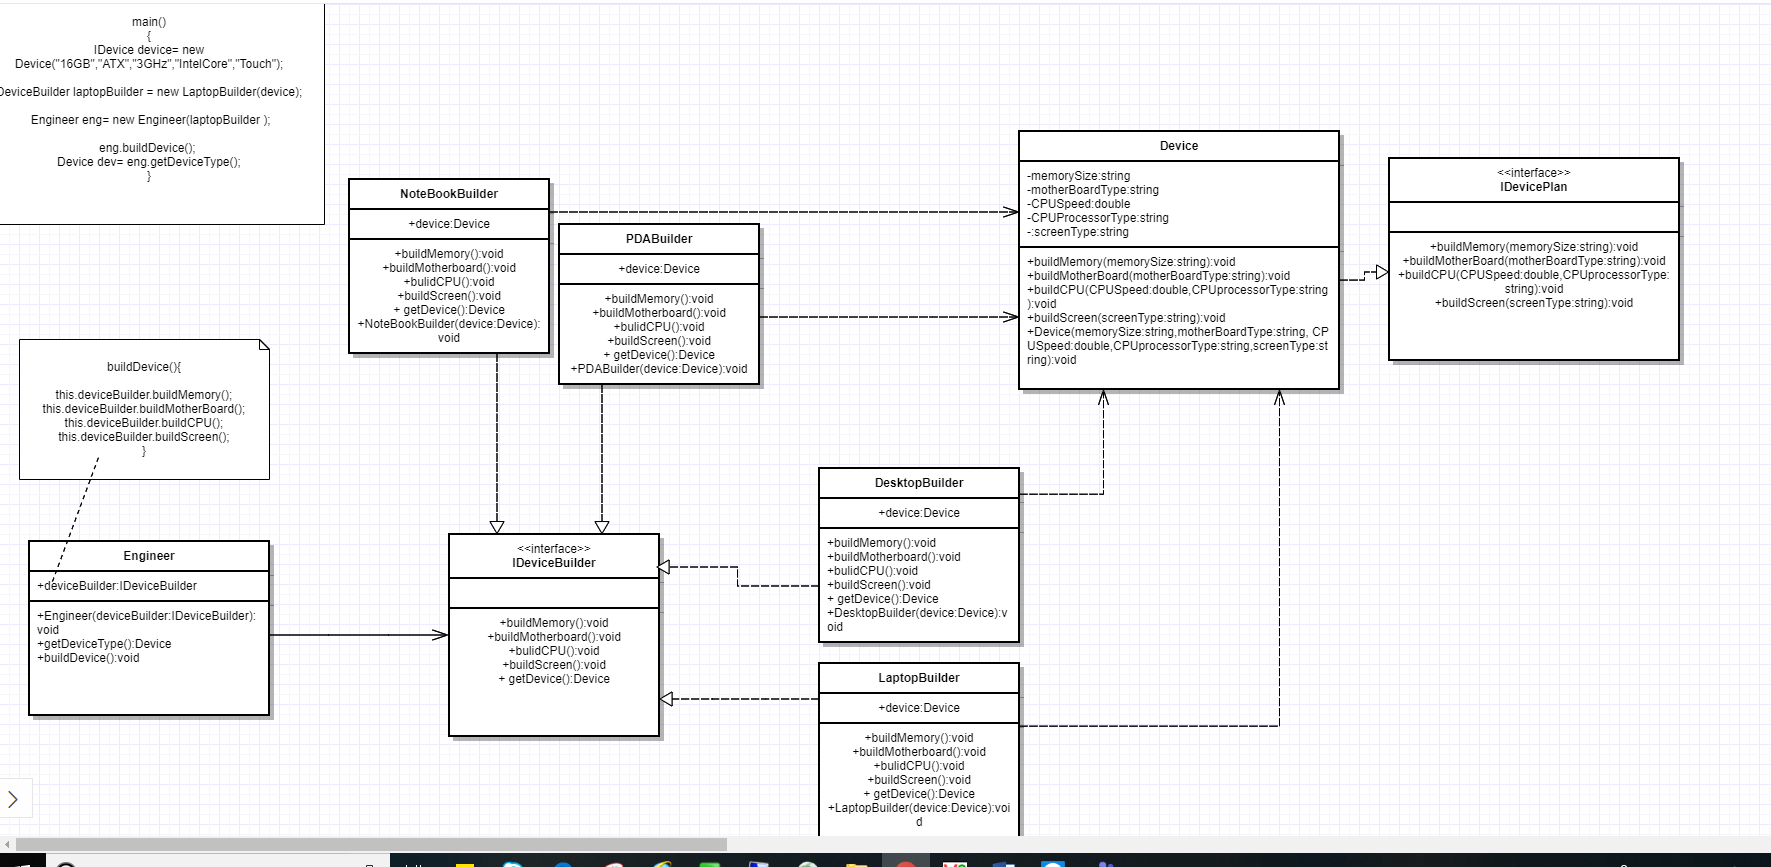 main()
{
IDevice device= new
Device("16GB","ATX","3GHz","IntelCore","Touch");
DeviceBuilder laptopBuilder = new LaptopBuilder(device);
Engineer eng= new Engineer(laptopBuilder );
eng.buildDevice();
Device dev= eng.getDeviceType();
}
NoteBookBuilder
+device:Device
+buildMemory():void
+buildMotherboard():void
+bulidCPU():void
+buildScreen():void
+ getDevice():Device
+NoteBookBuilder(device:Device):
void
PDABuilder
+device:Device
+buildMemory():void
+buildMotherboard():void
+bulidCPU():void
+buildScreen():void
+ getDevice():Device
+PDABuilder(device:Device):void
Device
-memorySize:string
-motherBoardType:string
-CPUSpeed:double
-CPUProcessorType:string
-:screenType:string
+buildMemory(memorySize:string):void
+buildMotherBoard(motherBoardType:string):void
+buildCPU(CPUSpeed:double,CPUprocessorType:string
):void
+buildScreen(screenType:string):void
+Device(memorySize:string,motherBoardType:string, CP
USpeed:double,CPUprocessorType:string,screenType:st
ring):void
<<interface>>
IDevicePlan
+buildMemory(memorySize:string):void
+buildMotherBoard(motherBoardType:string):void
+buildCPU(CPUSpeed:double,CPUprocessorType:
string):void
+buildScreen(screenType:string):void
buildDevice(){
this.deviceBuilder.buildMemory();
this.deviceBuilder.buildMotherBoard();
this.deviceBuilder.buildCPU();
this.deviceBuilder.buildScreen();
}
Engineer
+deviceBuilder:IDeviceBuilder
+Engineer(deviceBuilder:IDeviceBuilder):
void
+getDeviceType():Device
+buildDevice():void
<<interface>>
IDeviceBuilder
+buildMemory():void
+buildMotherboard():void
+bulidCPU():void
+buildScreen():void
+ getDevice():Device
DesktopBuilder
+device:Device
+buildMemory():void
+buildMotherboard():void
+bulidCPU():void
+buildScreen():void
+ getDevice():Device
+DesktopBuilder(device:Device):v
oid
LaptopBuilder
+device:Device
+buildMemory():void
+buildMotherboard():void
+bulidCPU():void
+buildScreen():void
+ getDevice():Device
+LaptopBuilder(device:Device):voi
d